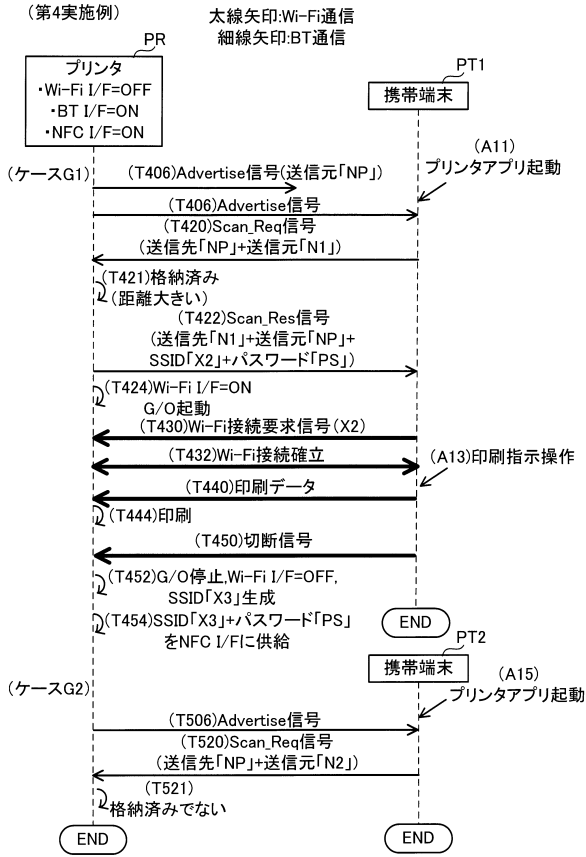 (第4実施例)
太線矢印:Wi-Fi通信
細線矢印:BT通信
PR
プリンタ
・Wi-Fi I/F=OFF
・BT I/F=ON
・NFC I/F=ON
PT1
携帯端末
(ケースG1)
(A11)
プリンタアプリ起動
(T406)Advertise信号(送信元「NP」)
(T406)Advertise信号
(T420)Scan_Req信号
(送信先「NP」+送信元「N1」)
(T421)格納済み
(距離大きい)
(T422)Scan_Res信号
(送信先「N1」+送信元「NP」+
SSID「X2」+パスワード「PS」)
(T424)Wi-Fi I/F=ON
G/O起動
(T430)Wi-Fi接続要求信号(X2)
(T432)Wi-Fi接続確立
(A13)印刷指示操作
(T440)印刷データ
(T444)印刷
(T450)切断信号
(T452)G/O停止,Wi-Fi I/F=OFF,
SSID「X3」生成
(T454)SSID「X3」+パスワード「PS」
をNFC I/Fに供給
END
PT2
携帯端末
(ケースG2)
(A15)
プリンタアプリ起動
(T506)Advertise信号
(T520)Scan_Req信号
(送信先「NP」+送信元「N2」)
(T521)
格納済みでない
END
END